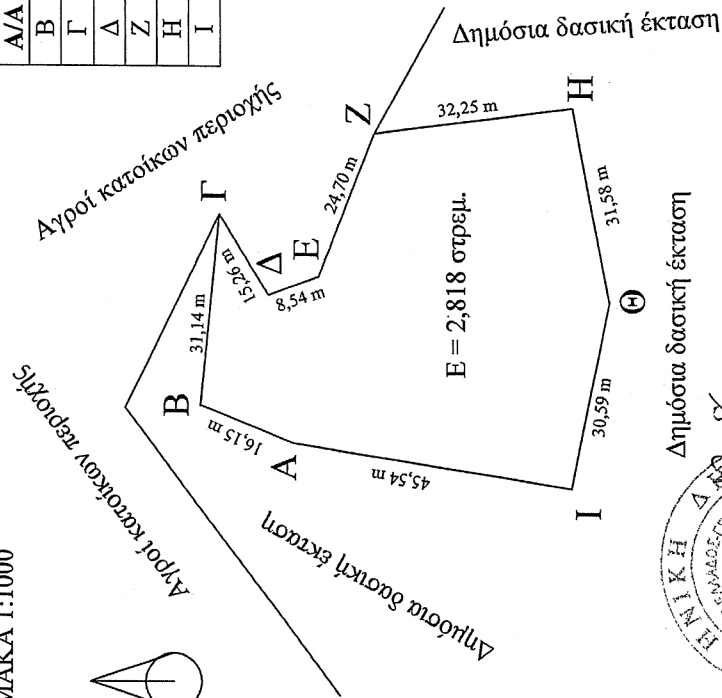 A/A
B
Γ
Δ
Z
H
I
ΜΑΚΑ 1:1000
Αγροί κατοίκων περιοχής
Αγροί κατοίκων περιοχής
Δημόσια δασική έκταση
Δημόσια δασική έκταση
Δημόσια δασική έκταση
B
31,14 m
Γ
15,26 m
Δ
8,54 m
E
24,70 m
Z
32,25 m
H
31,58 m
Θ
30,59 m
I
45,54 m
A
16,15 m
E = 2,818 στρεμ.
ΗΝΙΚΗ Δ